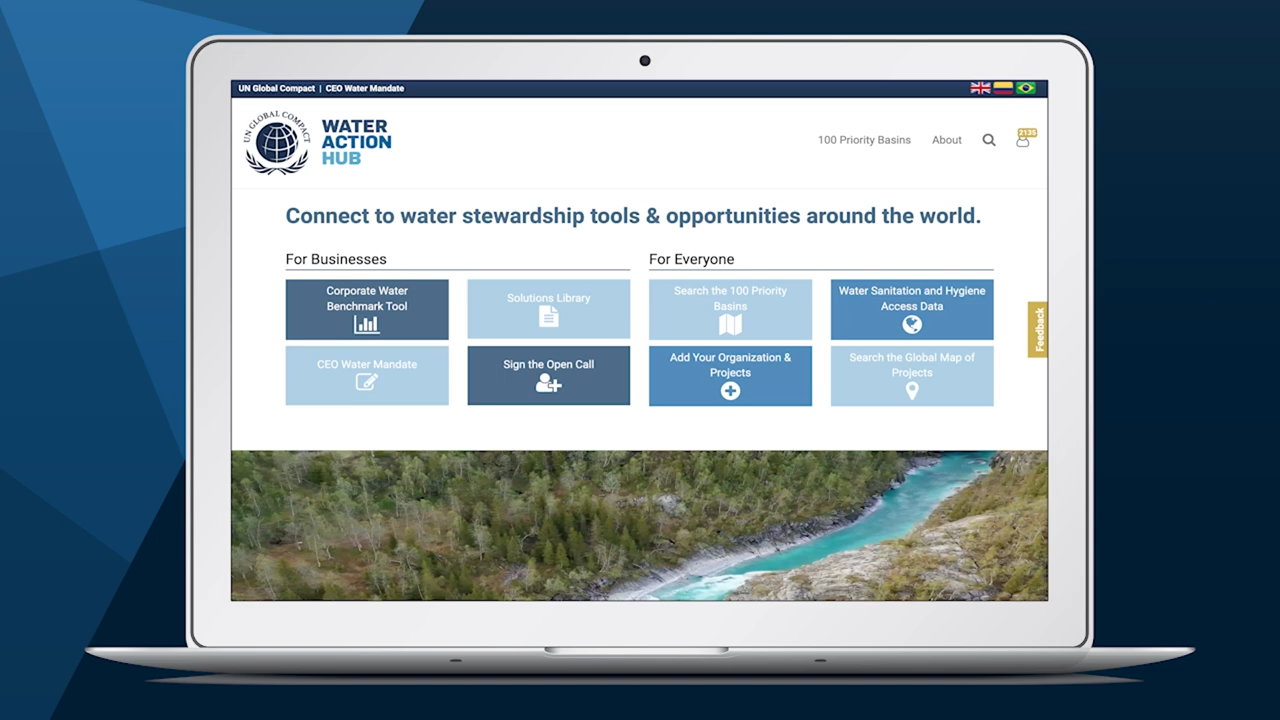 UN Global Compact | CEO Water Mandate
UN GLOBAL COMPACT
WATER
ACTION
HUB
100 Priority Basins
About
2135
Connect to water stewardship tools & opportunities around the world.
For Businesses
For Everyone
Corporate Water
Benchmark Tool
Solutions Library
Search the 100 Priority
Basins
Water Sanitation and Hygiene
Access Data
CEO Water Mandate
Sign the Open Call
Add Your Organization &
Projects
Search the Global Map of
Projects
Feedback